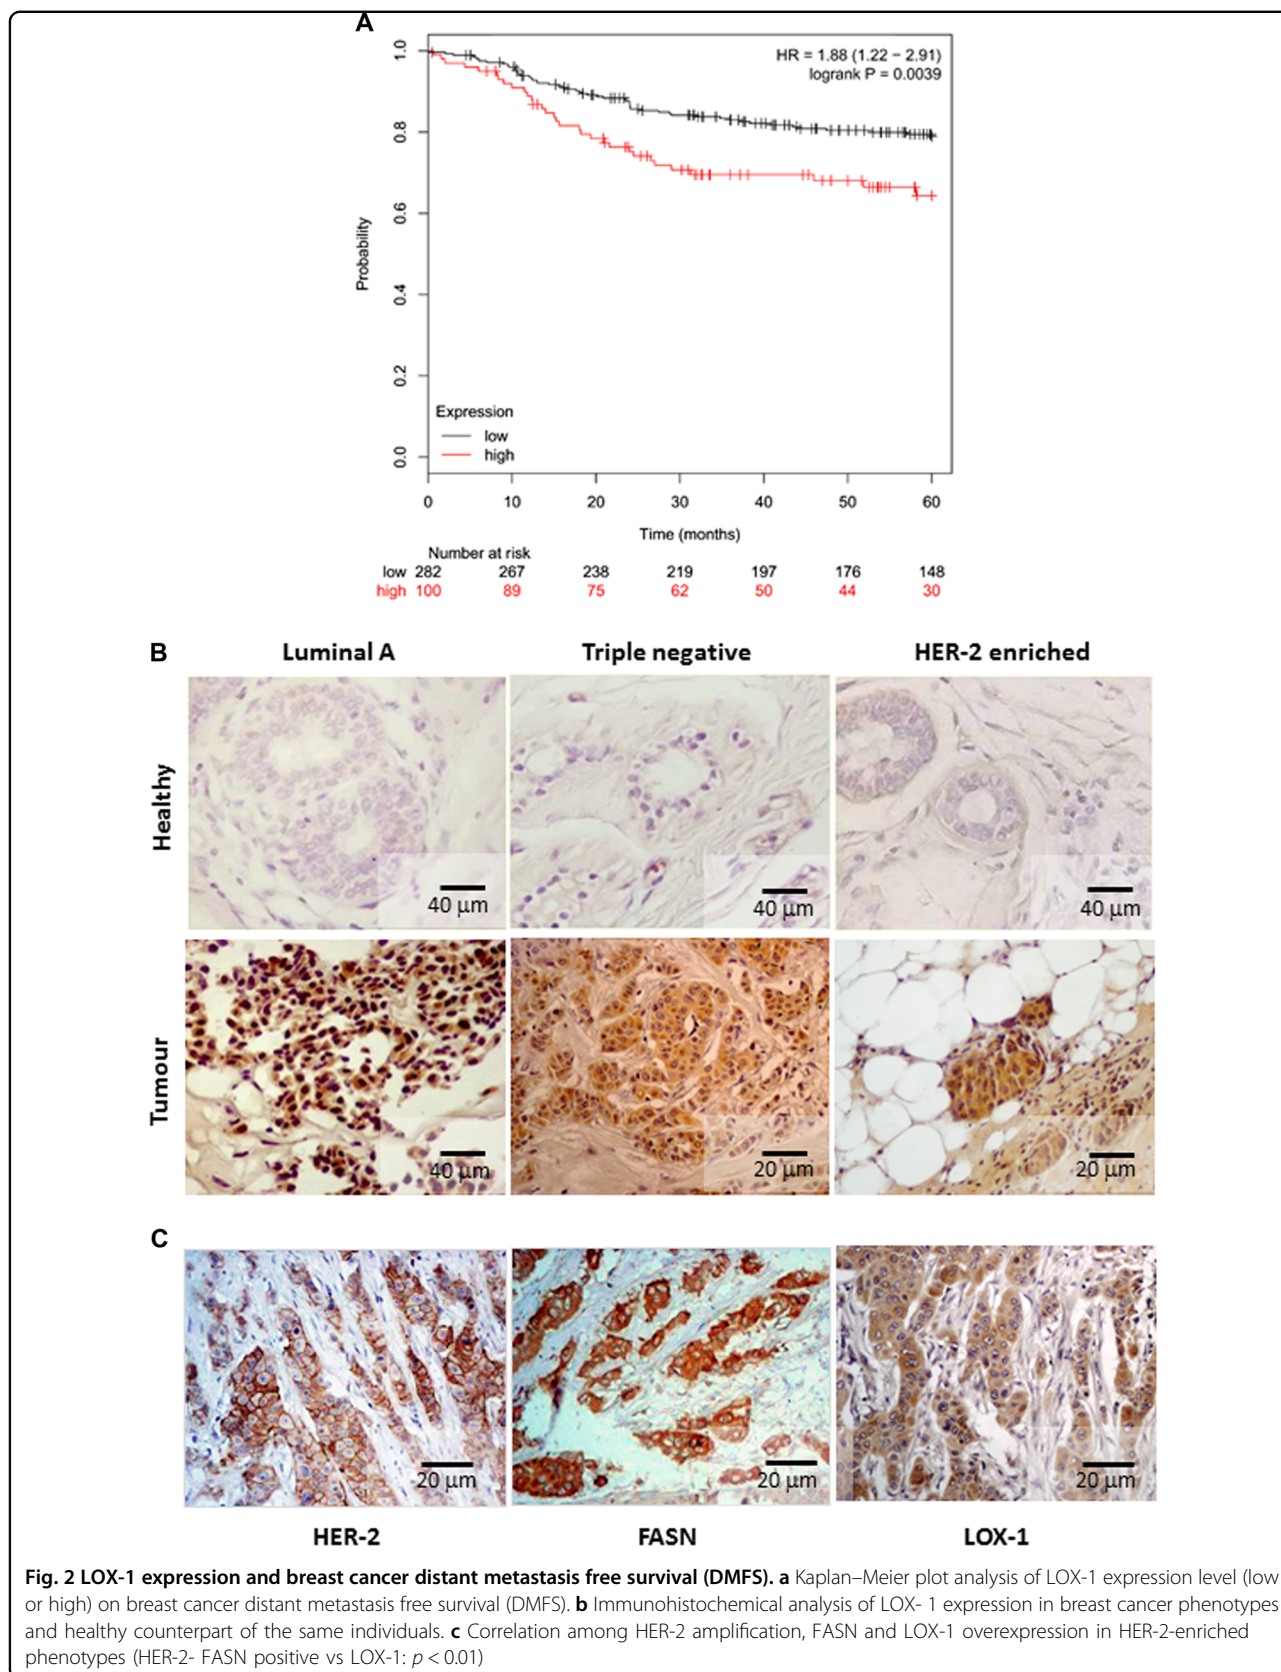 A
HR = 1.88 (1.22 − 2.91)
logrank P = 0.0039
1.0
0.8
0.6
0.4
0.2
0.0
Probability
Expression
low
high
0 10 20 30 40 50 60
Time (months)
Number at risk
low 282 267 238 219 197 176 148
high 100 89 75 62 50 44 30
B
Luminal A Triple negative HER-2 enriched
Healthy
40 µm 40 µm 40 µm
Tumour
40 µm 20 µm 20 µm
C
20 µm 20 µm 20 µm
HER-2 FASN LOX-1
Fig. 2 LOX-1 expression and breast cancer distant metastasis free survival (DMFS). a Kaplan–Meier plot analysis of LOX-1 expression level (low
or high) on breast cancer distant metastasis free survival (DMFS). b Immunohistochemical analysis of LOX- 1 expression in breast cancer phenotypes
and healthy counterpart of the same individuals. c Correlation among HER-2 amplification, FASN and LOX-1 overexpression in HER-2-enriched
phenotypes (HER-2- FASN positive vs LOX-1: p < 0.01)